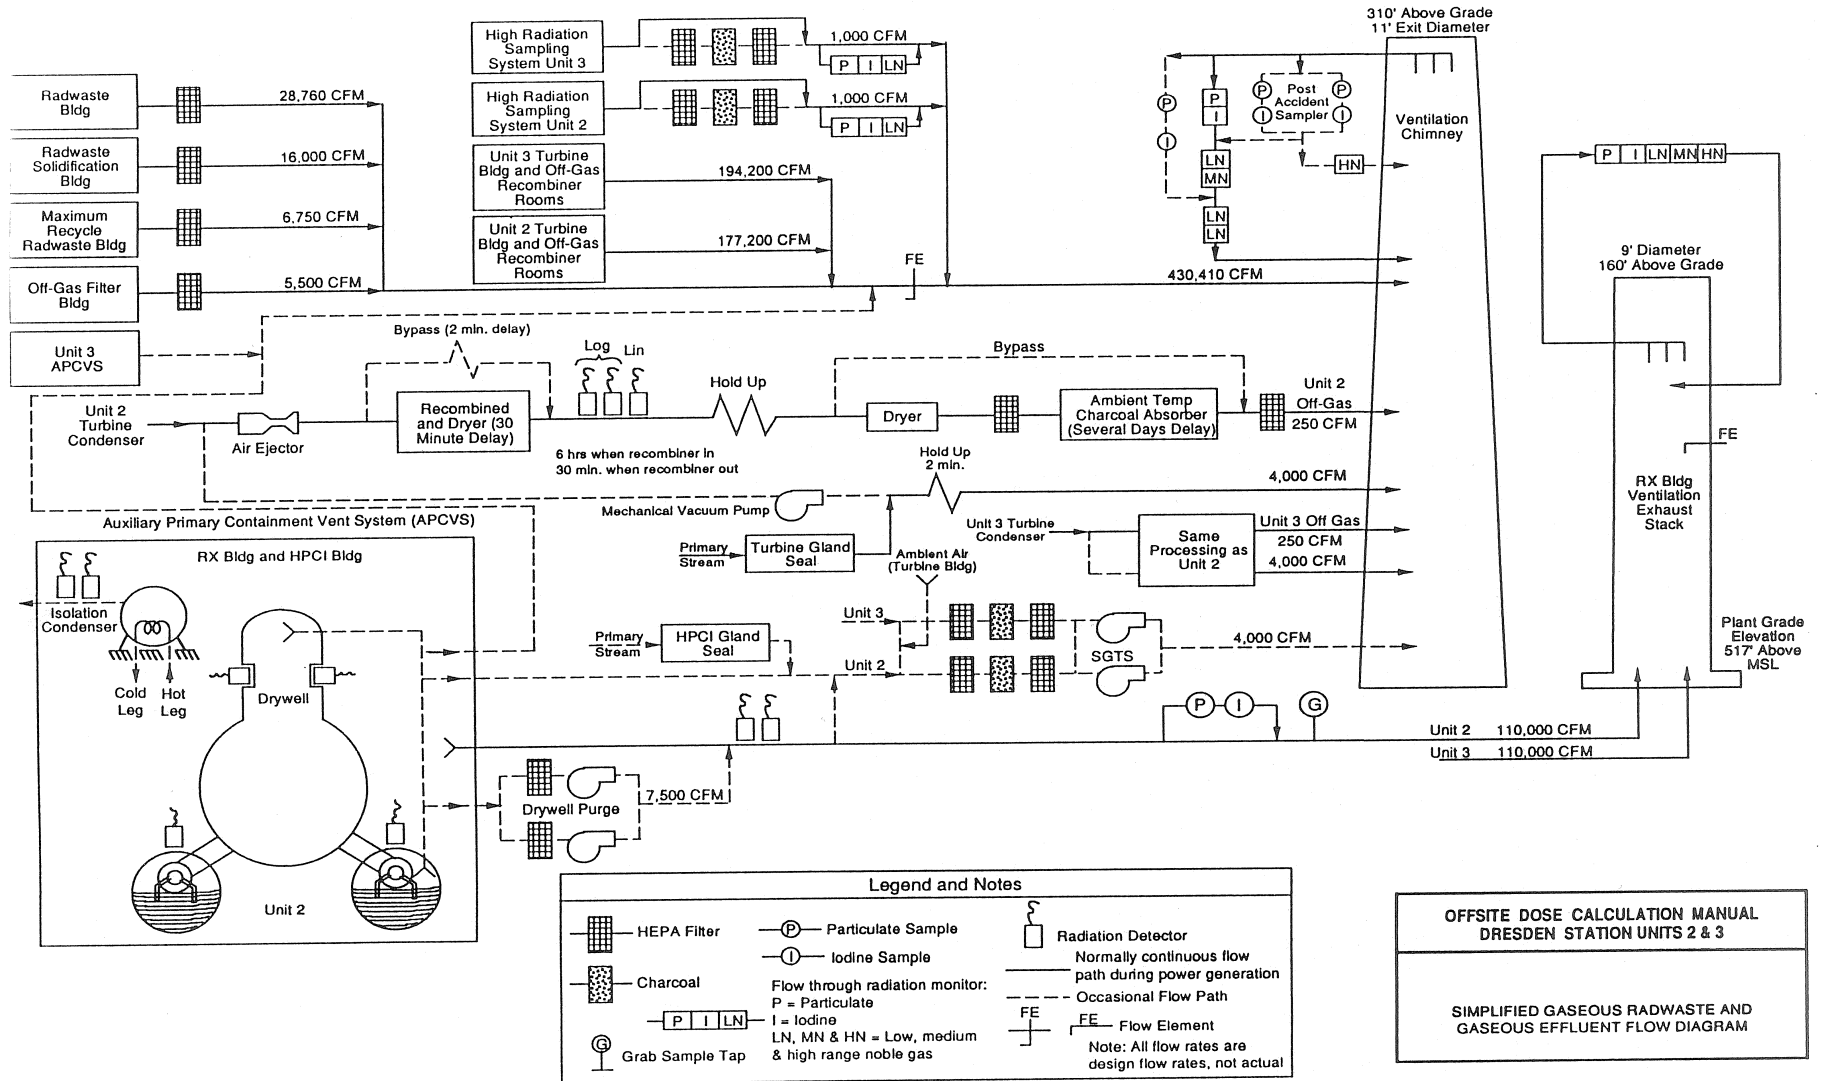 310' Above Grade
11' Exit Diameter
High Radiation
Sampling
System Unit 3
1,000 CFM
P I LN
Radwaste
Bldg
28,760 CFM
High Radiation
Sampling
System Unit 2
1,000 CFM
P I LN
P
I
P
I
P
I
Post
Accident
Sampler
P
I
Ventilation
Chimney
LN
MN
HN
LN
LN
P I LN MN HN
Radwaste
Solidification
Bldg
16,000 CFM
Unit 3 Turbine
Bldg and Off-Gas
Recombiner
Rooms
194,200 CFM
Maximum
Recycle
Radwaste Bldg
6,750 CFM
Unit 2 Turbine
Bldg and Off-Gas
Recombiner
Rooms
177,200 CFM
FE
430,410 CFM
9' Diameter
160' Above Grade
Off-Gas Filter
Bldg
5,500 CFM
Unit 3
APCVS
Bypass (2 min. delay)
Log
Lin
Bypass
Unit 2
Turbine
Condenser
Air Ejector
Recombined
and Dryer (30
Minute Delay)
Hold Up
Dryer
Ambient Temp
Charcoal Absorber
(Several Days Delay)
Unit 2
Off-Gas
250 CFM
FE
6 hrs when recombiner in
30 min. when recombiner out
Hold Up
2 min.
4,000 CFM
RX Bldg
Ventilation
Exhaust
Stack
Mechanical Vacuum Pump
Auxiliary Primary Containment Vent System (APCVS)
Primary
Stream
Turbine Gland
Seal
Unit 3 Turbine
Condenser
Same
Processing as
Unit 2
Unit 3 Off Gas
250 CFM
4,000 CFM
Ambient Air
(Turbine Bldg)
RX Bldg and HPCI Bldg
Isolation
Condenser
Cold
Leg
Hot
Leg
Drywell
Primary
Stream
HPCI Gland
Seal
Unit 3
Unit 2
SGTS
4,000 CFM
Plant Grade
Elevation
517' Above
MSL
P
I
G
Unit 2 110,000 CFM
Unit 3 110,000 CFM
Drywell Purge
7,500 CFM
Unit 2
Legend and Notes
HEPA Filter
Charcoal
P I LN
G
Grab Sample Tap
P
Particulate Sample
I
Iodine Sample
Flow through radiation monitor:
P = Particulate
I = Iodine
LN, MN & HN = Low, medium
& high range noble gas
Radiation Detector
Normally continuous flow
path during power generation
Occasional Flow Path
FE
FE
Flow Element
Note: All flow rates are
design flow rates, not actual
OFFSITE DOSE CALCULATION MANUAL
DRESDEN STATION UNITS 2 & 3
SIMPLIFIED GASEOUS RADWASTE AND
GASEOUS EFFLUENT FLOW DIAGRAM